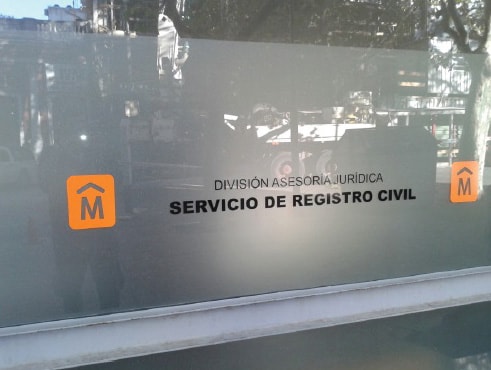 DIVISIÓN ASESORÍA JURÍDICA
M SERVICIO DE REGISTRO CIVIL M